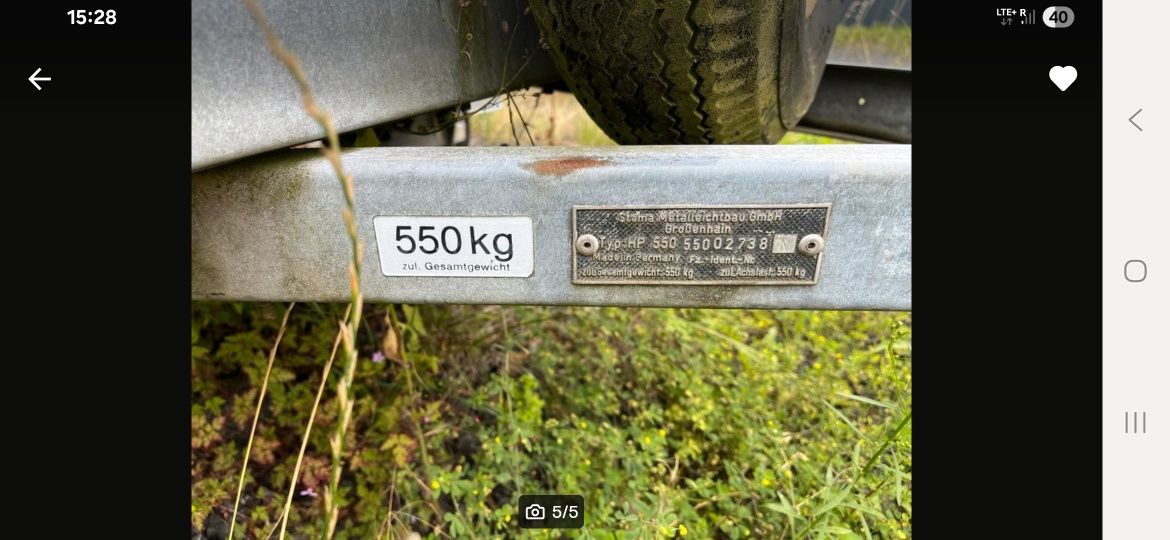 15:28
LTE+ R
40
550 kg
zul. Gesamtgewicht
Stama Metalleichtbau GmbH
Großenhain
Typ: HP 550 55002738 N
Made in Germany Fz.-Ident.-Nr.
zul. Gesamtgewicht: 550 kg zul. Achslast: 550 kg
5/5